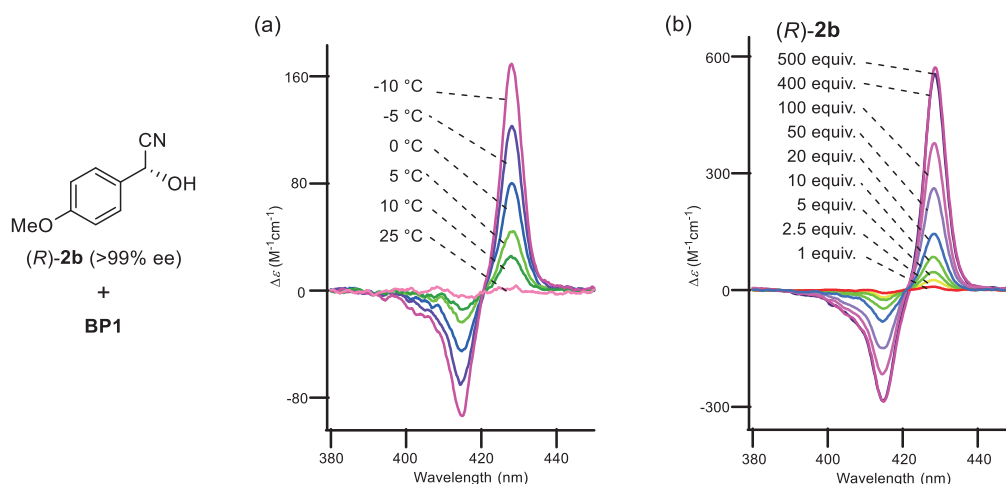 CN
OH
MeO
(R)-2b (>99% ee)
+
BP1
(a)
160
80
0
-80
Δε (M-1cm-1)
-10 °C
-5 °C
0 °C
5 °C
10 °C
25 °C
380
400
420
440
Wavelength (nm)
(b)
(R)-2b
600
300
0
-300
Δε (M-1cm-1)
500 equiv.
400 equiv.
100 equiv.
50 equiv.
20 equiv.
10 equiv.
5 equiv.
2.5 equiv.
1 equiv.
380
400
420
440
Wavelength (nm)